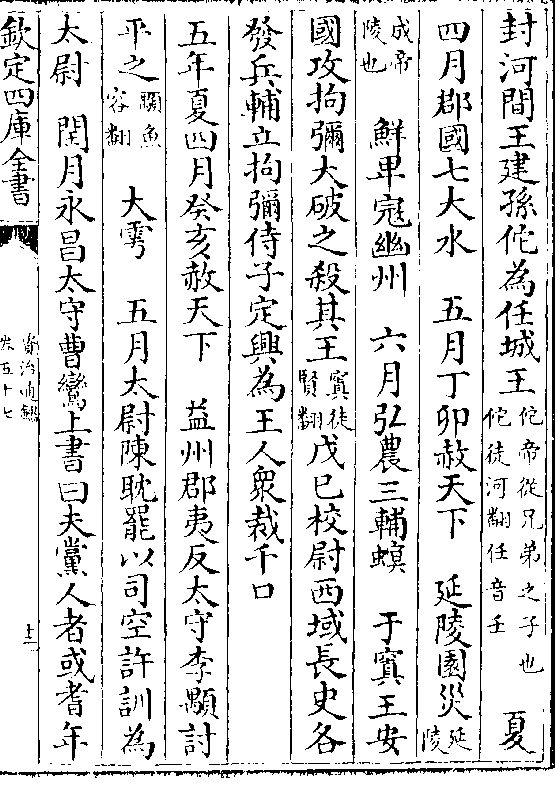 封河間王建孫佗為任城王佗帝從兄弟之子也佗徒河翻任音壬　夏
四月郡國七大水　五月丁卯赦天下　延陵園災延陵
成帝陵也　鮮卑寇幽州　六月弘農三輔螟　于窴王安
國攻拘彌大破之殺其王窴徒賢翻戊己校尉西域長史各
發兵輔立拘彌侍子定興為王人衆裁千口
五年夏四月癸亥赦天下　益州郡夷反太守李顒討
平之顒魚容翻　大雩　五月太尉陳耽罷以司空許訓為
太尉　閏月永昌太守曹鸞上書曰夫黨人者或耆年
欽定四庫全書
資治通鑑
卷五十七
十二